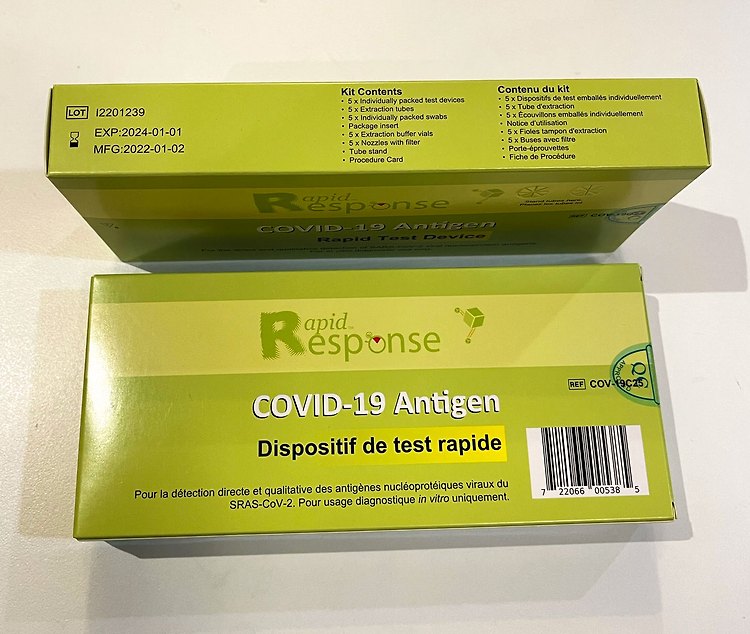 LOT I2201239
EXP:2024-01-01
MFG:2022-01-02
Kit Contents
• 5 x Individually packed test devices
• 5 x Extraction tubes
• 5 x Individually packed swabs
• Package insert
• 5 x Extraction buffer vials
• 5 x Nozzles with filter
• Tube stand
• Procedure Card
Contenu du kit
• 5 x Dispositifs de test emballés individuellement
• 5 x Tube d'extraction
• 5 x Écouvillons emballés individuellement
• Notice d'utilisation
• 5 x Fioles tampon d'extraction
• 5 x Buses avec filtre
• Porte-éprouvettes
• Fiche de Procédure
Rapid
Response
COVID-19 Antigen
Rapid Test Device
Rapid™
Response
REF COV-19C25
COVID-19 Antigen
Dispositif de test rapide
Pour la détection directe et qualitative des antigènes nucléoprotéiques viraux du
SRAS-CoV-2. Pour usage diagnostique in vitro uniquement.
7 22066 00538 5